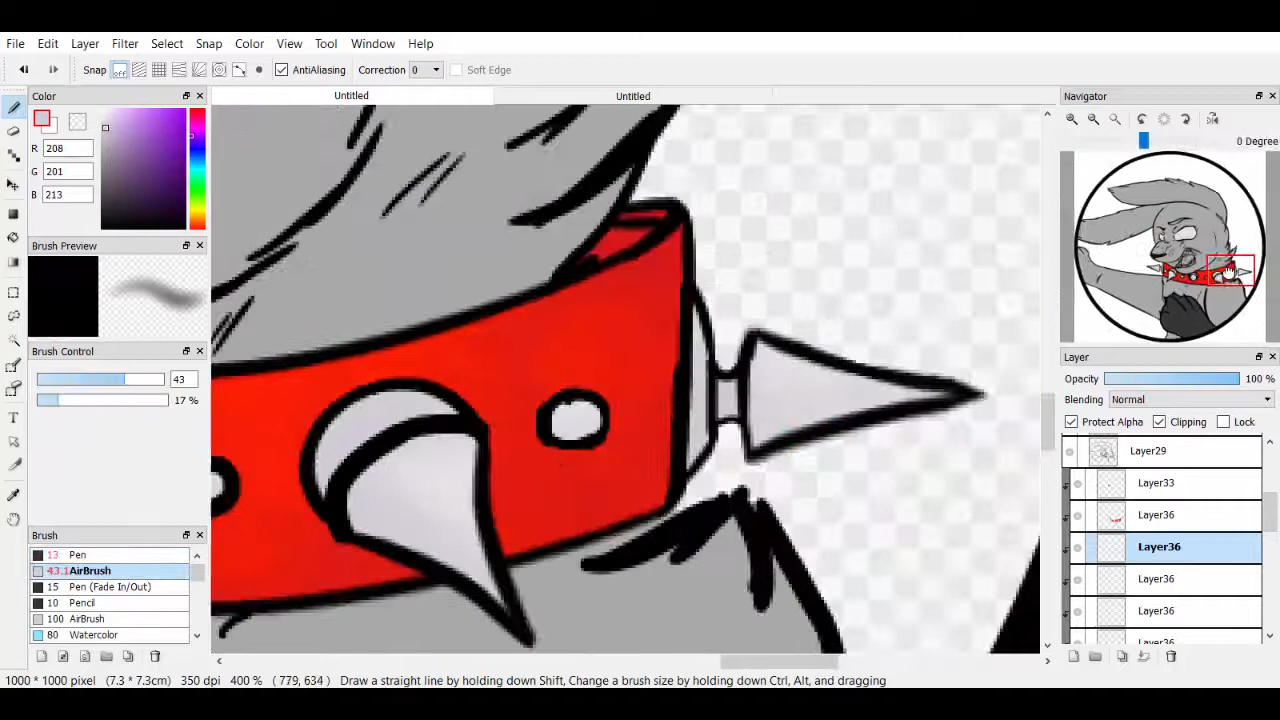 File Edit Layer Filter Select Snap Color View Tool Window Help
Snap off AntiAliasing Correction 0 Soft Edge
Color
Untitled Untitled
Navigator
R 208
G 201
B 213
0 Degree
Brush Preview
Brush Control
43
17 %
Layer
Opacity 100 %
Blending Normal
Protect Alpha Clipping Lock
Layer29
Layer33
Layer36
Layer36
Layer36
Layer36
Layer36
Brush
13 Pen
43.1 AirBrush
15 Pen (Fade In/Out)
10 Pencil
100 AirBrush
80 Watercolor
1000 * 1000 pixel (7.3 * 7.3cm) 350 dpi 400 % ( 779, 634 ) Draw a straight line by holding down Shift, Change a brush size by holding down Ctrl, Alt, and dragging